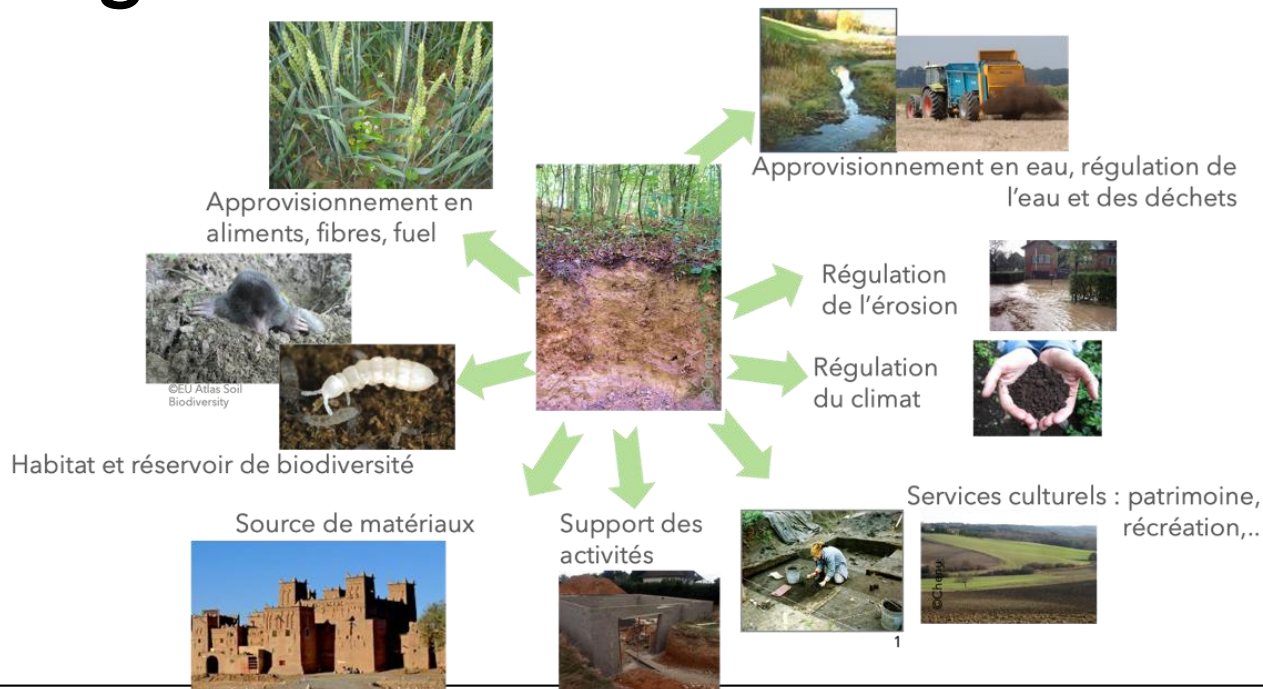 Approvisionnement en eau, régulation de
l'eau et des déchets
Approvisionnement en
aliments, fibres, fuel
Régulation
de l'érosion
©EU Atlas Soil
Biodiversity
Régulation
du climat
Habitat et réservoir de biodiversité
Services culturels : patrimoine,
récréation,..
Source de matériaux
Support des
activités
©Chenu
1